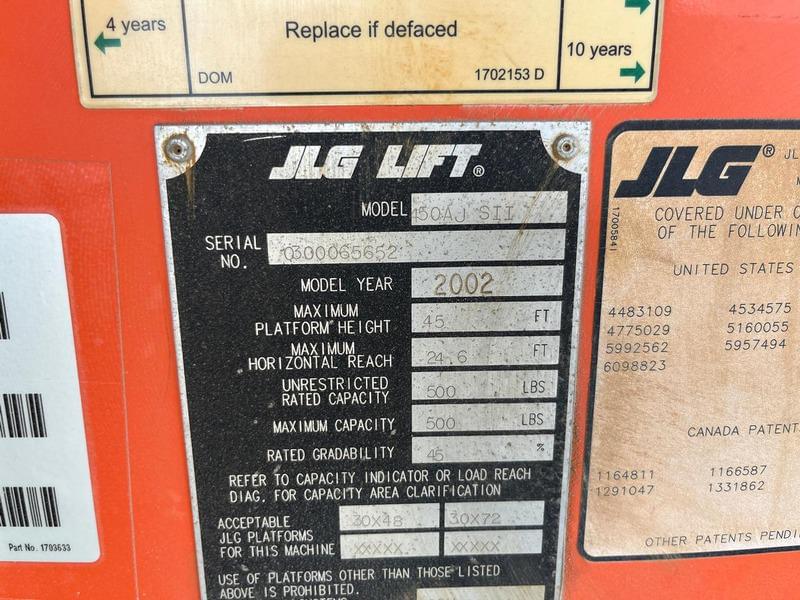 4 years
Replace if defaced
10 years
DOM
1702153 D
JLG LIFT®
MODEL 450AJ SII
SERIAL NO. 0300065652
MODEL YEAR 2002
MAXIMUM PLATFORM HEIGHT 45 FT
MAXIMUM HORIZONTAL REACH 24.6 FT
UNRESTRICTED RATED CAPACITY 500 LBS
MAXIMUM CAPACITY 500 LBS
RATED GRADABILITY 45 %
REFER TO CAPACITY INDICATOR OR LOAD REACH
DIAG. FOR CAPACITY AREA CLARIFICATION
ACCEPTABLE 30X48 30X72
JLG PLATFORMS
FOR THIS MACHINE XXXXX XXXXX
USE OF PLATFORMS OTHER THAN THOSE LISTED
ABOVE IS PROHIBITED.
JLG®
JL
17005841
COVERED UNDER
OF THE FOLLOWIN
UNITED STATES
4483109 4534575
4775029 5160055
5992562 5957494
6098823
CANADA PATENT
1164811 1166587
1291047 1331862
OTHER PATENTS PENDI
Part No. 1703633